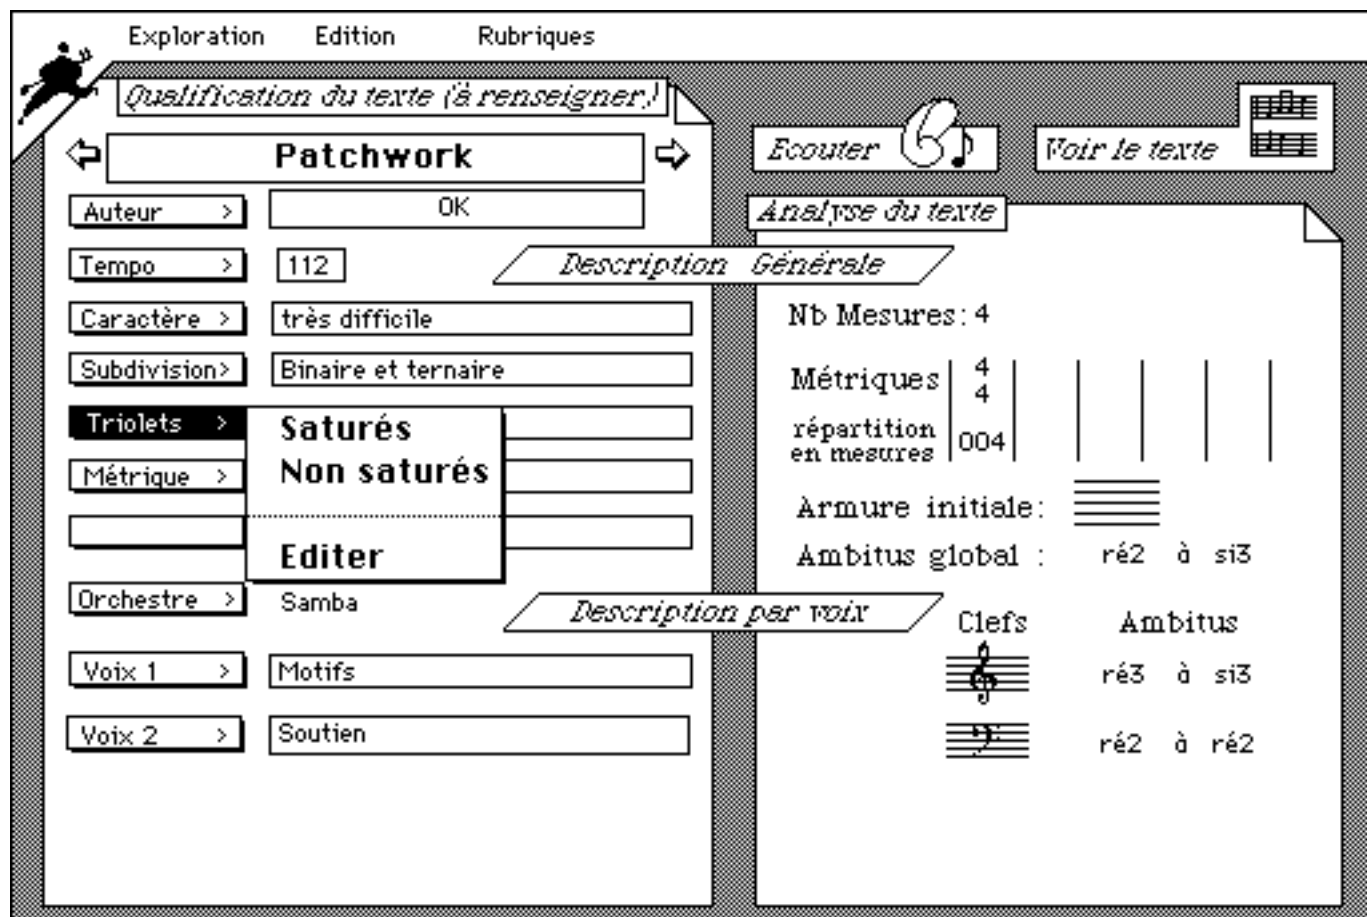 Exploration Edition Rubriques
Qualification du texte (à renseigner)
Patchwork
Auteur > OK
Tempo > 112
Caractère > très difficile
Subdivision> Binaire et ternaire
Triolets >
Saturés
Non saturés
Editer
Métrique >
Orchestre > Samba
Voix 1 > Motifs
Voix 2 > Soutien
Ecouter
Voir le texte
Analyse du texte
Description Générale
Nb Mesures: 4
Métriques 4
4
répartition
en mesures 004
Armure initiale:
Ambitus global : ré2 à si3
Description par voix
Clefs Ambitus
ré3 à si3
ré2 à ré2